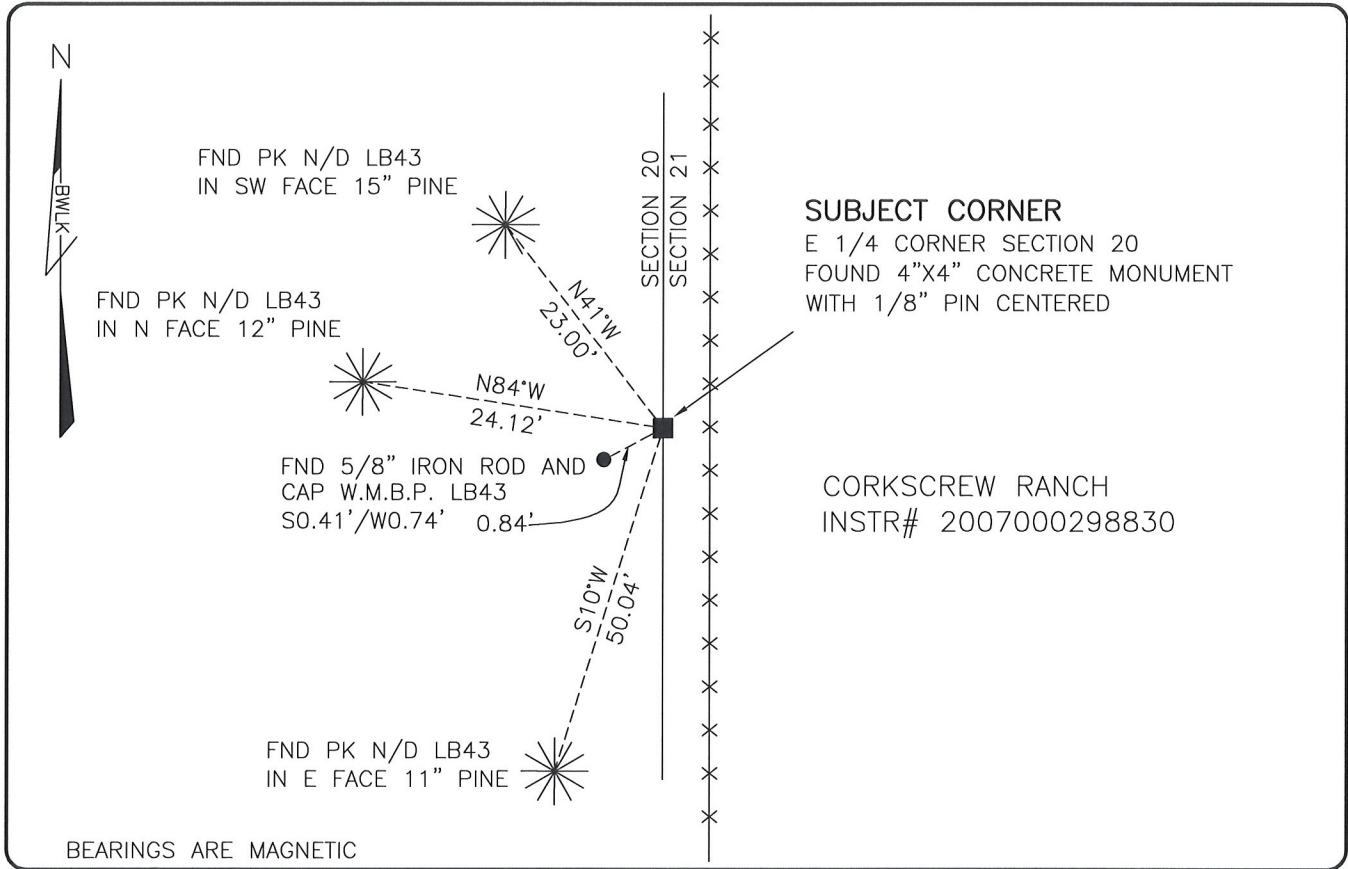 N
BWLK
FND PK N/D LB43
IN SW FACE 15" PINE
SECTION 20
SECTION 21
SUBJECT CORNER
E 1/4 CORNER SECTION 20
FOUND 4"X4" CONCRETE MONUMENT
WITH 1/8" PIN CENTERED
N41°W
23.00'
FND PK N/D LB43
IN N FACE 12" PINE
N84°W
24.12'
FND 5/8" IRON ROD AND
CAP W.M.B.P. LB43
S0.41'/W0.74' 0.84'
CORKSCREW RANCH
INSTR# 2007000298830
S10°W
50.04'
FND PK N/D LB43
IN E FACE 11" PINE
BEARINGS ARE MAGNETIC